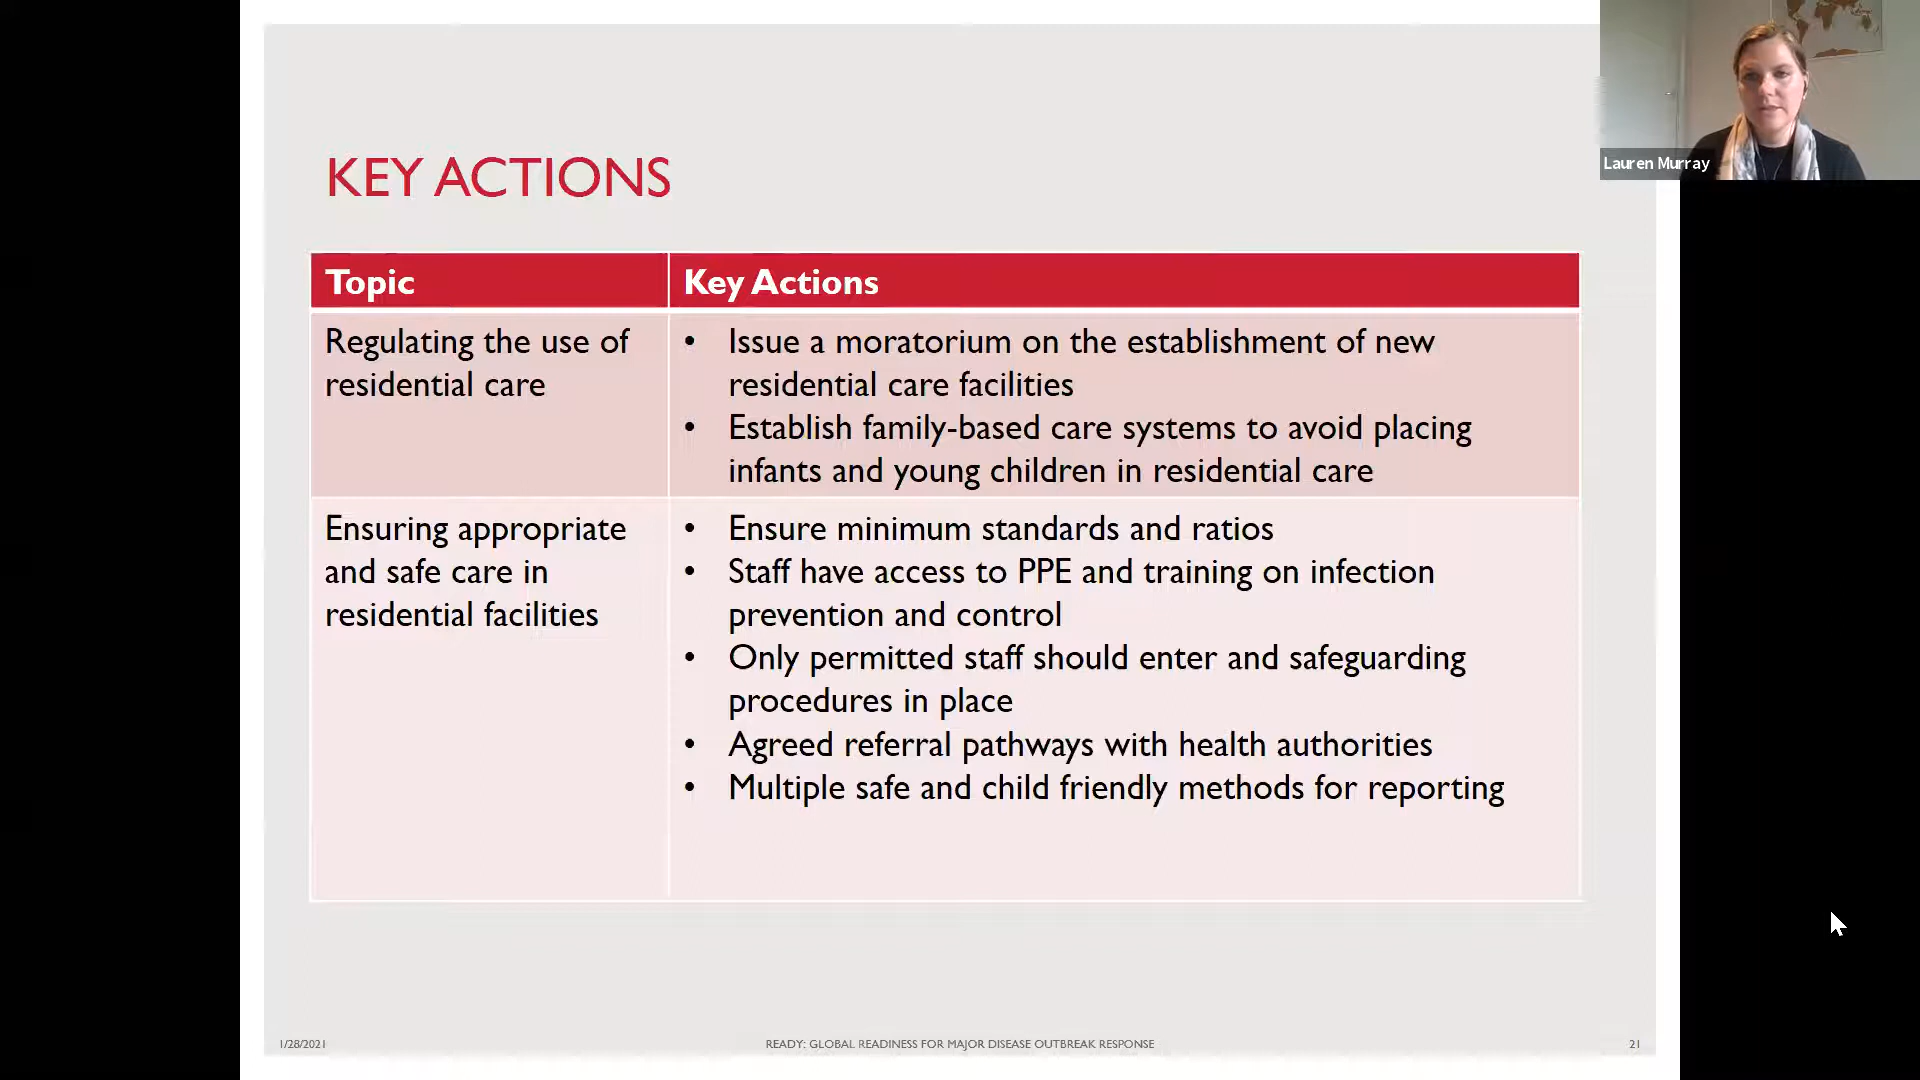 Lauren Murray
KEY ACTIONS
Topic
Key Actions
Regulating the use of
residential care
• Issue a moratorium on the establishment of new
residential care facilities
• Establish family-based care systems to avoid placing
infants and young children in residential care
Ensuring appropriate
and safe care in
residential facilities
• Ensure minimum standards and ratios
• Staff have access to PPE and training on infection
prevention and control
• Only permitted staff should enter and safeguarding
procedures in place
• Agreed referral pathways with health authorities
• Multiple safe and child friendly methods for reporting
1/28/2021
READY: GLOBAL READINESS FOR MAJOR DISEASE OUTBREAK RESPONSE
21